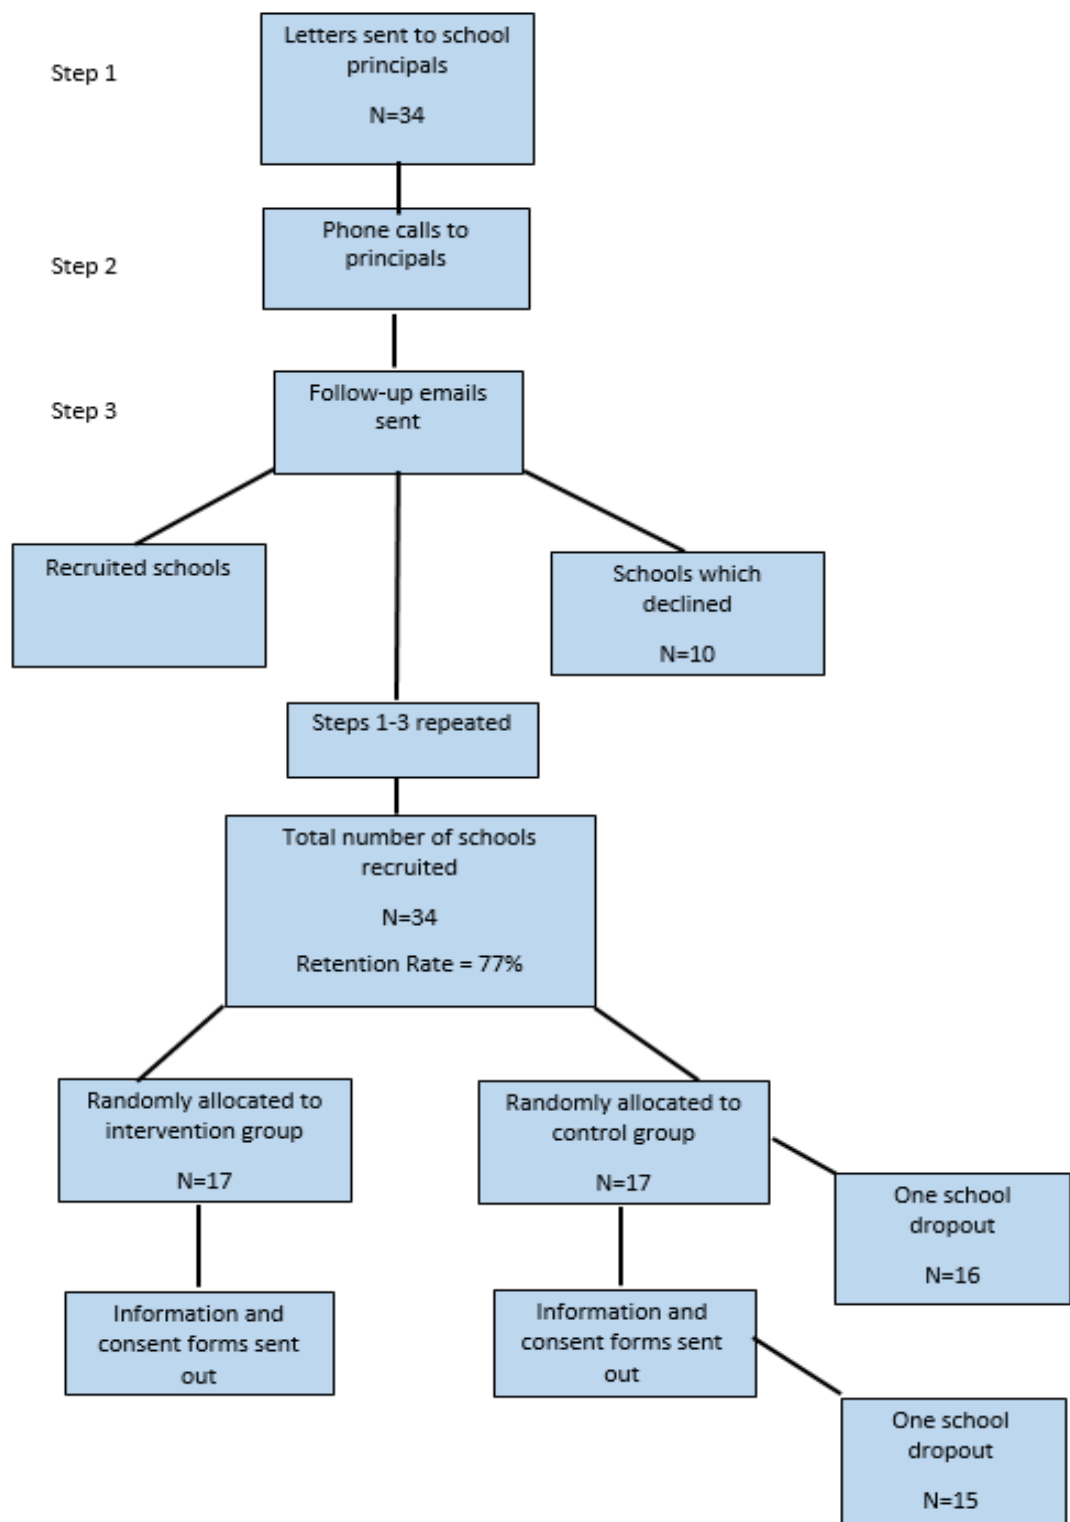 Letters sent to school
principals
N=34
Step 1
Phone calls to
principals
Step 2
Follow-up emails
sent
Step 3
Recruited schools
Schools which
declined
N=10
Steps 1-3 repeated
Total number of schools
recruited
N=34
Retention Rate = 77%
Randomly allocated to
intervention group
N=17
Randomly allocated to
control group
N=17
One school
dropout
N=16
Information and
consent forms sent
out
Information and
consent forms sent
out
One school
dropout
N=15